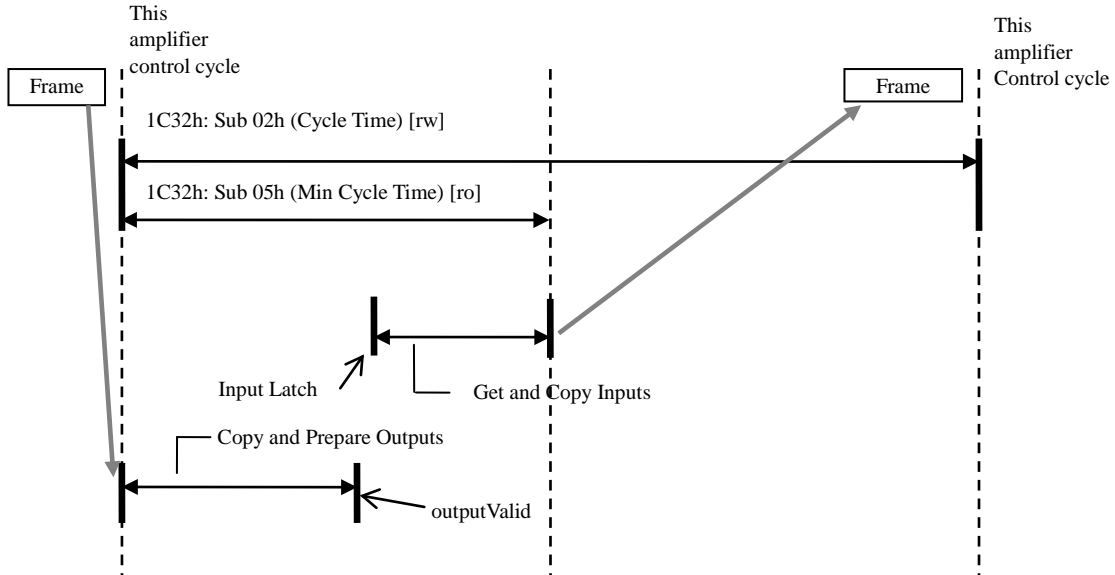 This
amplifier
control cycle
This
amplifier
Control cycle
Frame
Frame
1C32h: Sub 02h (Cycle Time) [rw]
1C32h: Sub 05h (Min Cycle Time) [ro]
Input Latch
Get and Copy Inputs
Copy and Prepare Outputs
outputValid